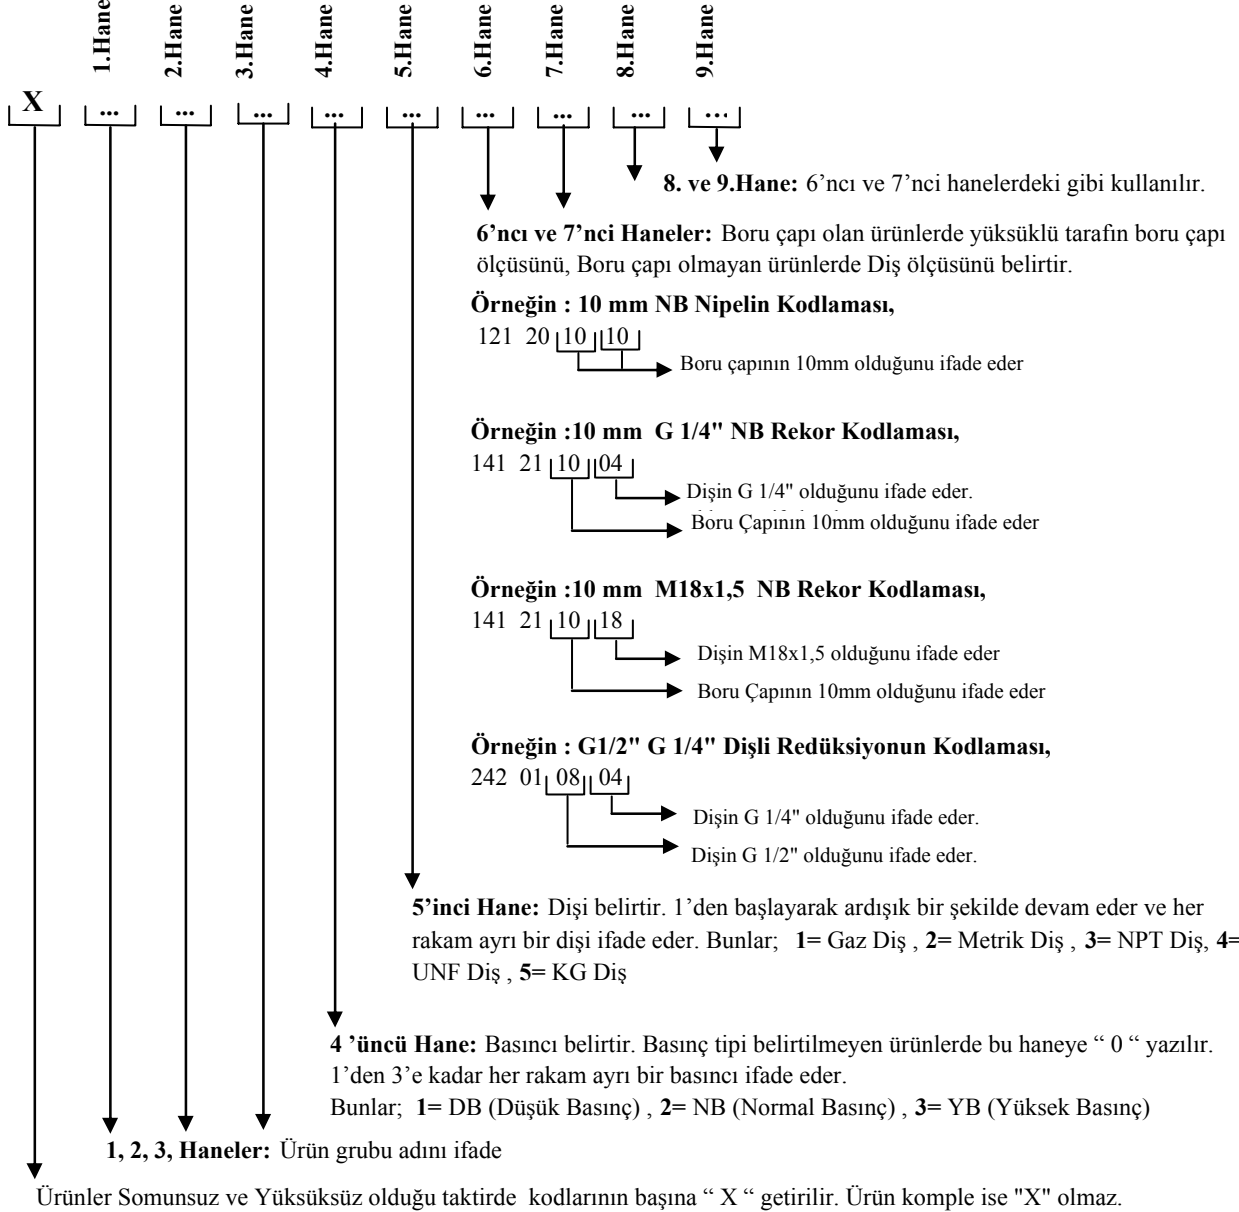 1.Hane 2.Hane 3.Hane 4.Hane 5.Hane 6.Hane 7.Hane 8.Hane 9.Hane
X ... ... ... ... ... ... ... ... ...
8. ve 9.Hane: 6’ncı ve 7’nci hanelerdeki gibi kullanılır.
6’ncı ve 7’nci Haneler: Boru çapı olan ürünlerde yüksüklü tarafın boru çapı
ölçüsünü, Boru çapı olmayan ürünlerde Diş ölçüsünü belirtir.
Örneğin : 10 mm NB Nipelin Kodlaması,
121 20 10 10
Boru çapının 10mm olduğunu ifade eder
Örneğin :10 mm G 1/4" NB Rekor Kodlaması,
141 21 10 04
Dişin G 1/4" olduğunu ifade eder.
Boru Çapının 10mm olduğunu ifade eder
Örneğin :10 mm M18x1,5 NB Rekor Kodlaması,
141 21 10 18
Dişin M18x1,5 olduğunu ifade eder
Boru Çapının 10mm olduğunu ifade eder
Örneğin : G1/2" G 1/4" Dişli Redüksiyonun Kodlaması,
242 01 08 04
Dişin G 1/4" olduğunu ifade eder.
Dişin G 1/2" olduğunu ifade eder.
5’inci Hane: Dişi belirtir. 1’den başlayarak ardışık bir şekilde devam eder ve her
rakam ayrı bir dişi ifade eder. Bunlar; 1= Gaz Diş , 2= Metrik Diş , 3= NPT Diş, 4=
UNF Diş , 5= KG Diş
4 ’üncü Hane: Basıncı belirtir. Basınç tipi belirtilmeyen ürünlerde bu haneye “ 0 “ yazılır.
1’den 3’e kadar her rakam ayrı bir basıncı ifade eder.
Bunlar; 1= DB (Düşük Basınç) , 2= NB (Normal Basınç) , 3= YB (Yüksek Basınç)
1, 2, 3, Haneler: Ürün grubu adını ifade
Ürünler Somunsuz ve Yüksüksüz olduğu taktirde kodlarının başına “ X “ getirilir. Ürün komple ise "X" olmaz.